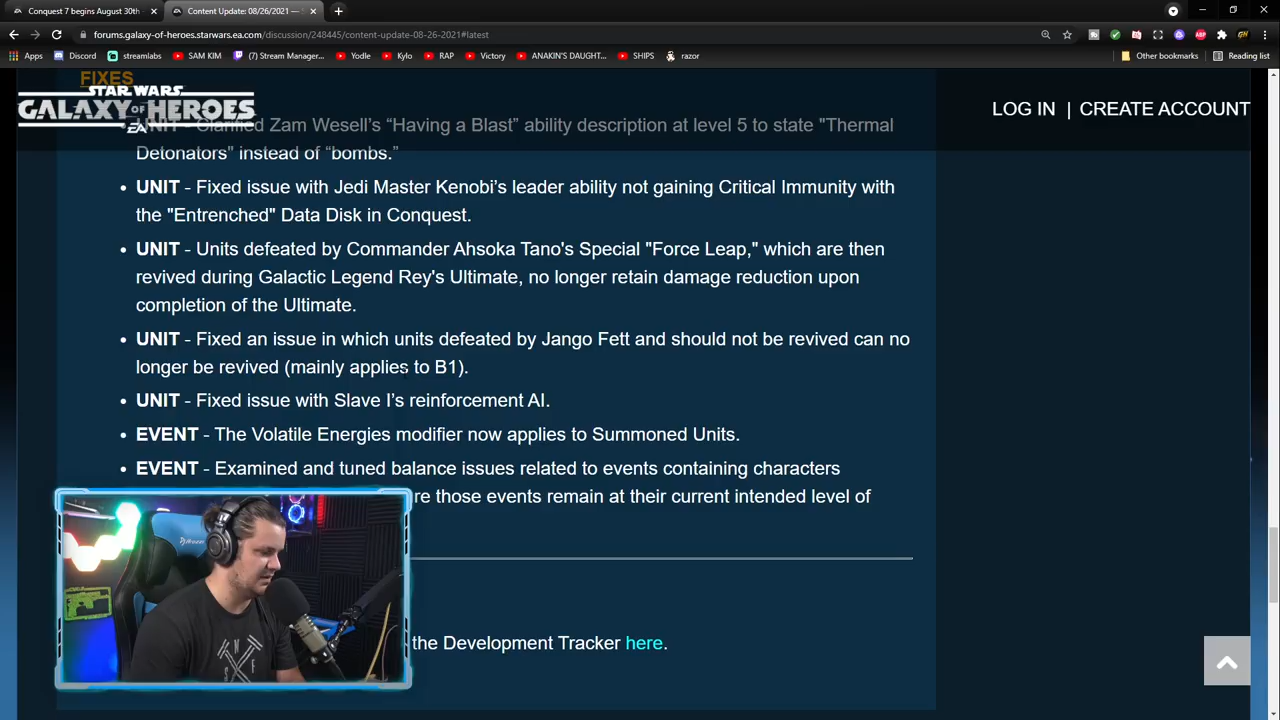 Conquest 7 begins August 30th
Content Update: 08/26/2021 —
forums.galaxy-of-heroes.starwars.ea.com/discussion/248445/content-update-08-26-2021#latest
Apps
Discord
streamlabs
SAM KIM
(7) Stream Manager...
Yodle
Kylo
RAP
Victory
ANAKIN'S DAUGHT...
SHIPS
razor
Other bookmarks
Reading list
FIXES
STAR WARS
GALAXY OF HEROES
EA
LOG IN | CREATE ACCOUNT
UNIT - Clarified Zam Wesell’s “Having a Blast” ability description at level 5 to state "Thermal
Detonators” instead of “bombs.”
UNIT - Fixed issue with Jedi Master Kenobi’s leader ability not gaining Critical Immunity with
the "Entrenched" Data Disk in Conquest.
UNIT - Units defeated by Commander Ahsoka Tano's Special "Force Leap," which are then
revived during Galactic Legend Rey's Ultimate, no longer retain damage reduction upon
completion of the Ultimate.
UNIT - Fixed an issue in which units defeated by Jango Fett and should not be revived can no
longer be revived (mainly applies to B1).
UNIT - Fixed issue with Slave I’s reinforcement AI.
EVENT - The Volatile Energies modifier now applies to Summoned Units.
EVENT - Examined and tuned balance issues related to events containing characters
re those events remain at their current intended level of
the Development Tracker here.